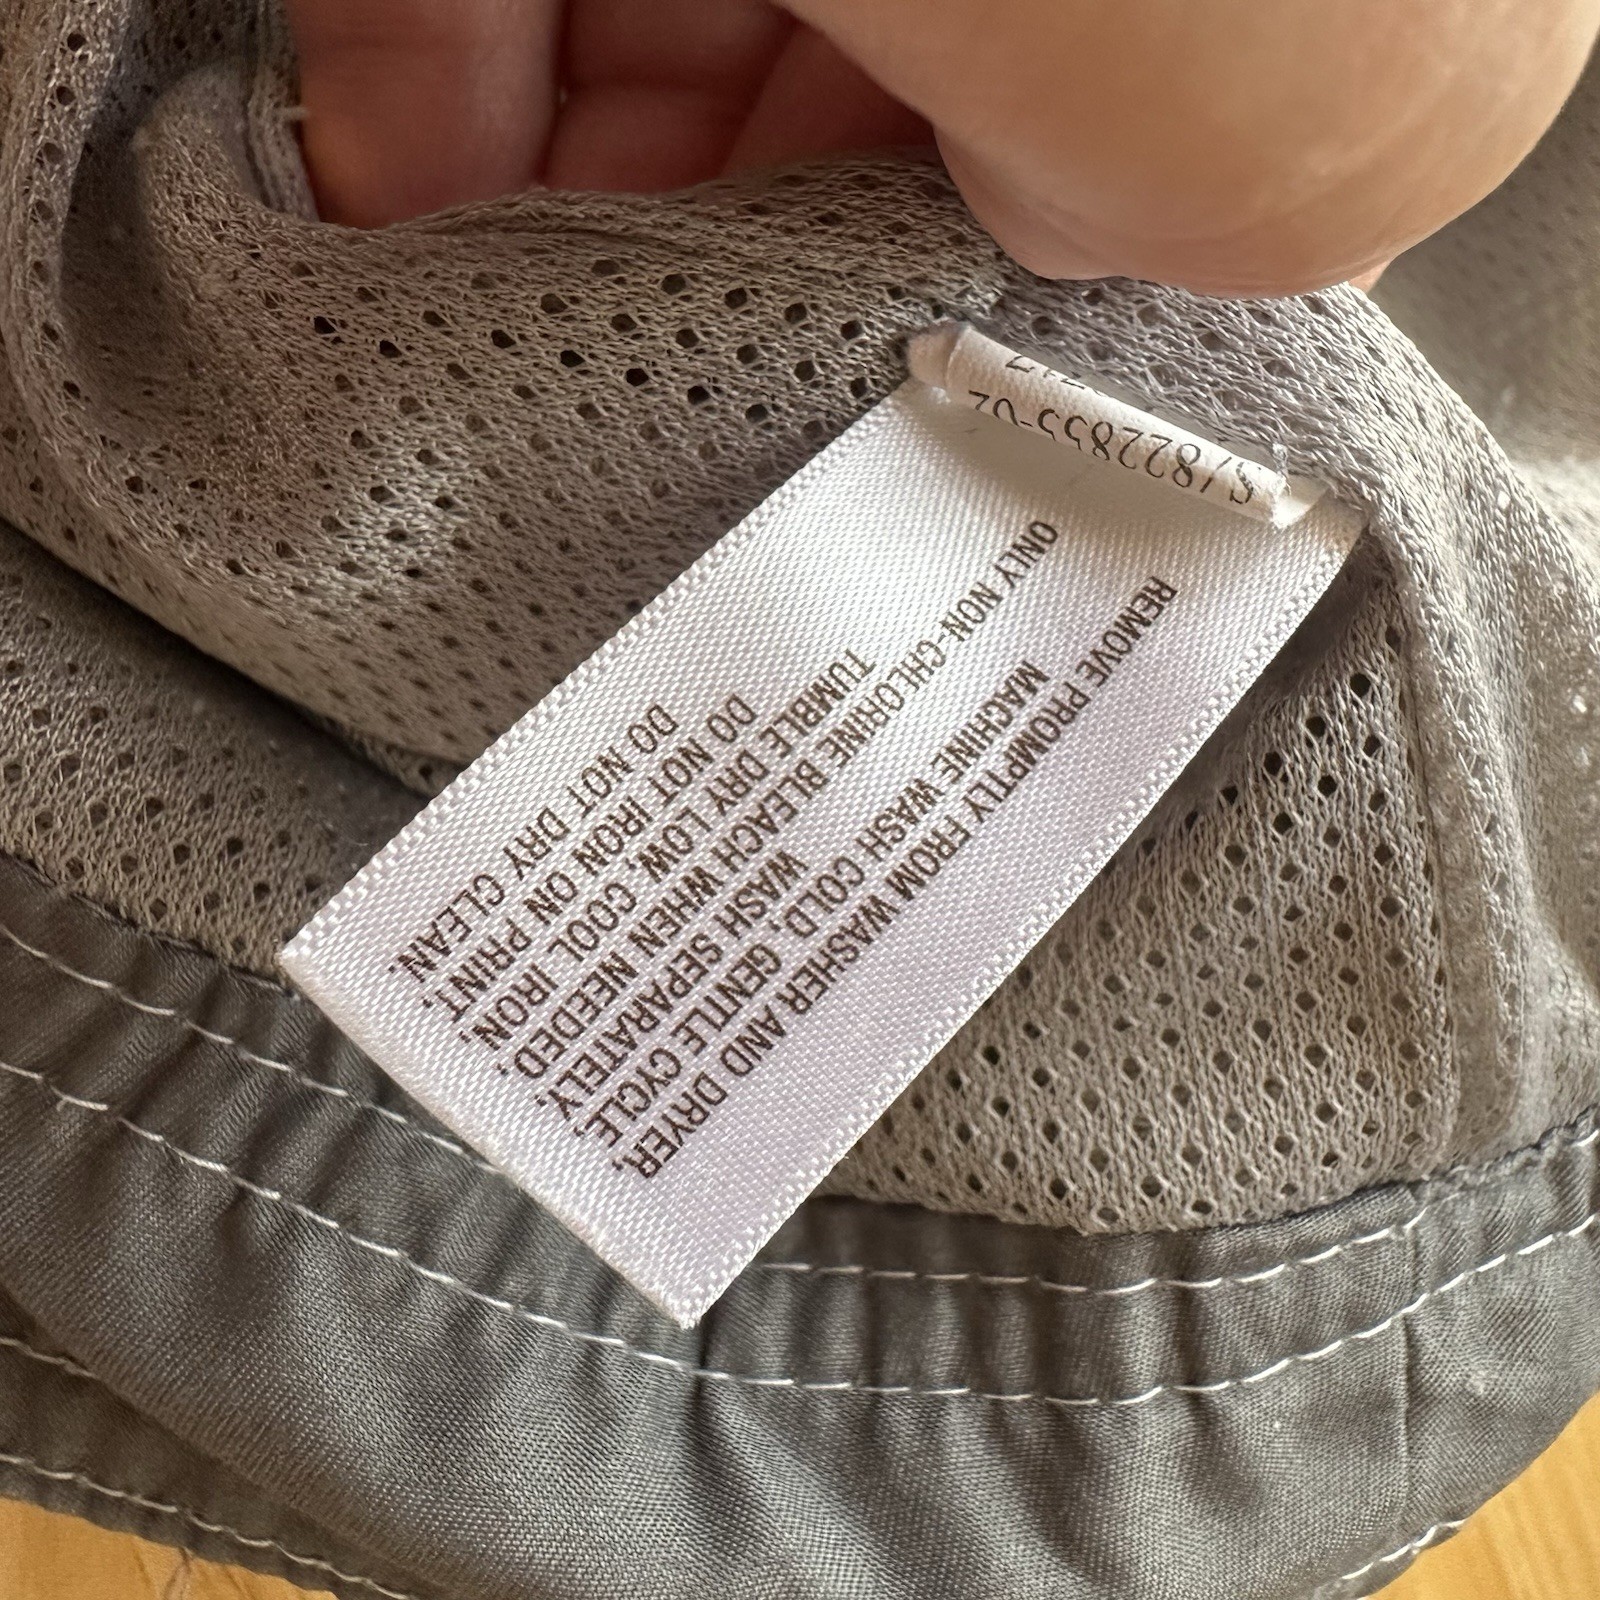 REMOVE PROMPTLY FROM WASHER AND DRYER,
MACHINE WASH COLD, GENTLE CYCLE,
WASH SEPARATELY,
ONLY NON-CHLORINE BLEACH WHEN NEEDED,
TUMBLE DRY LOW, COOL IRON,
DO NOT IRON ON PRINT,
DO NOT DRY CLEAN.